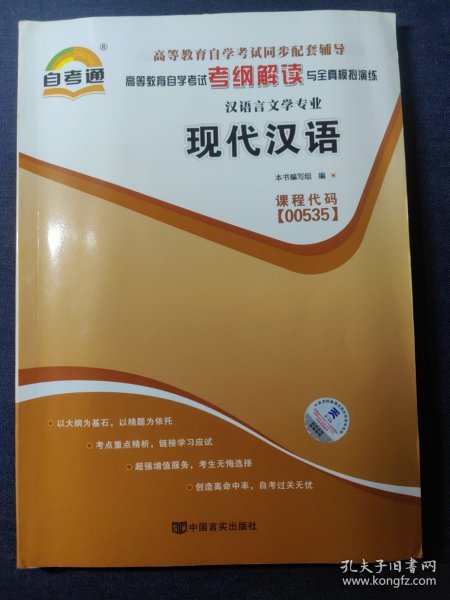 自考通
®
高等教育自学考试同步配套辅导
高等教育自学考试 考纲解读 与全真模拟演练
汉语言文学专业
现代汉语
本书编写组 编
课程代码
【00535】
·以大纲为基石,以精题为依托
·考点重点精析,链接学习应试
·超强增值服务,考生无悔选择
·创造高命中率,自考过关无忧
中国言实出版社
孔夫子旧书网
www.kongfz.com